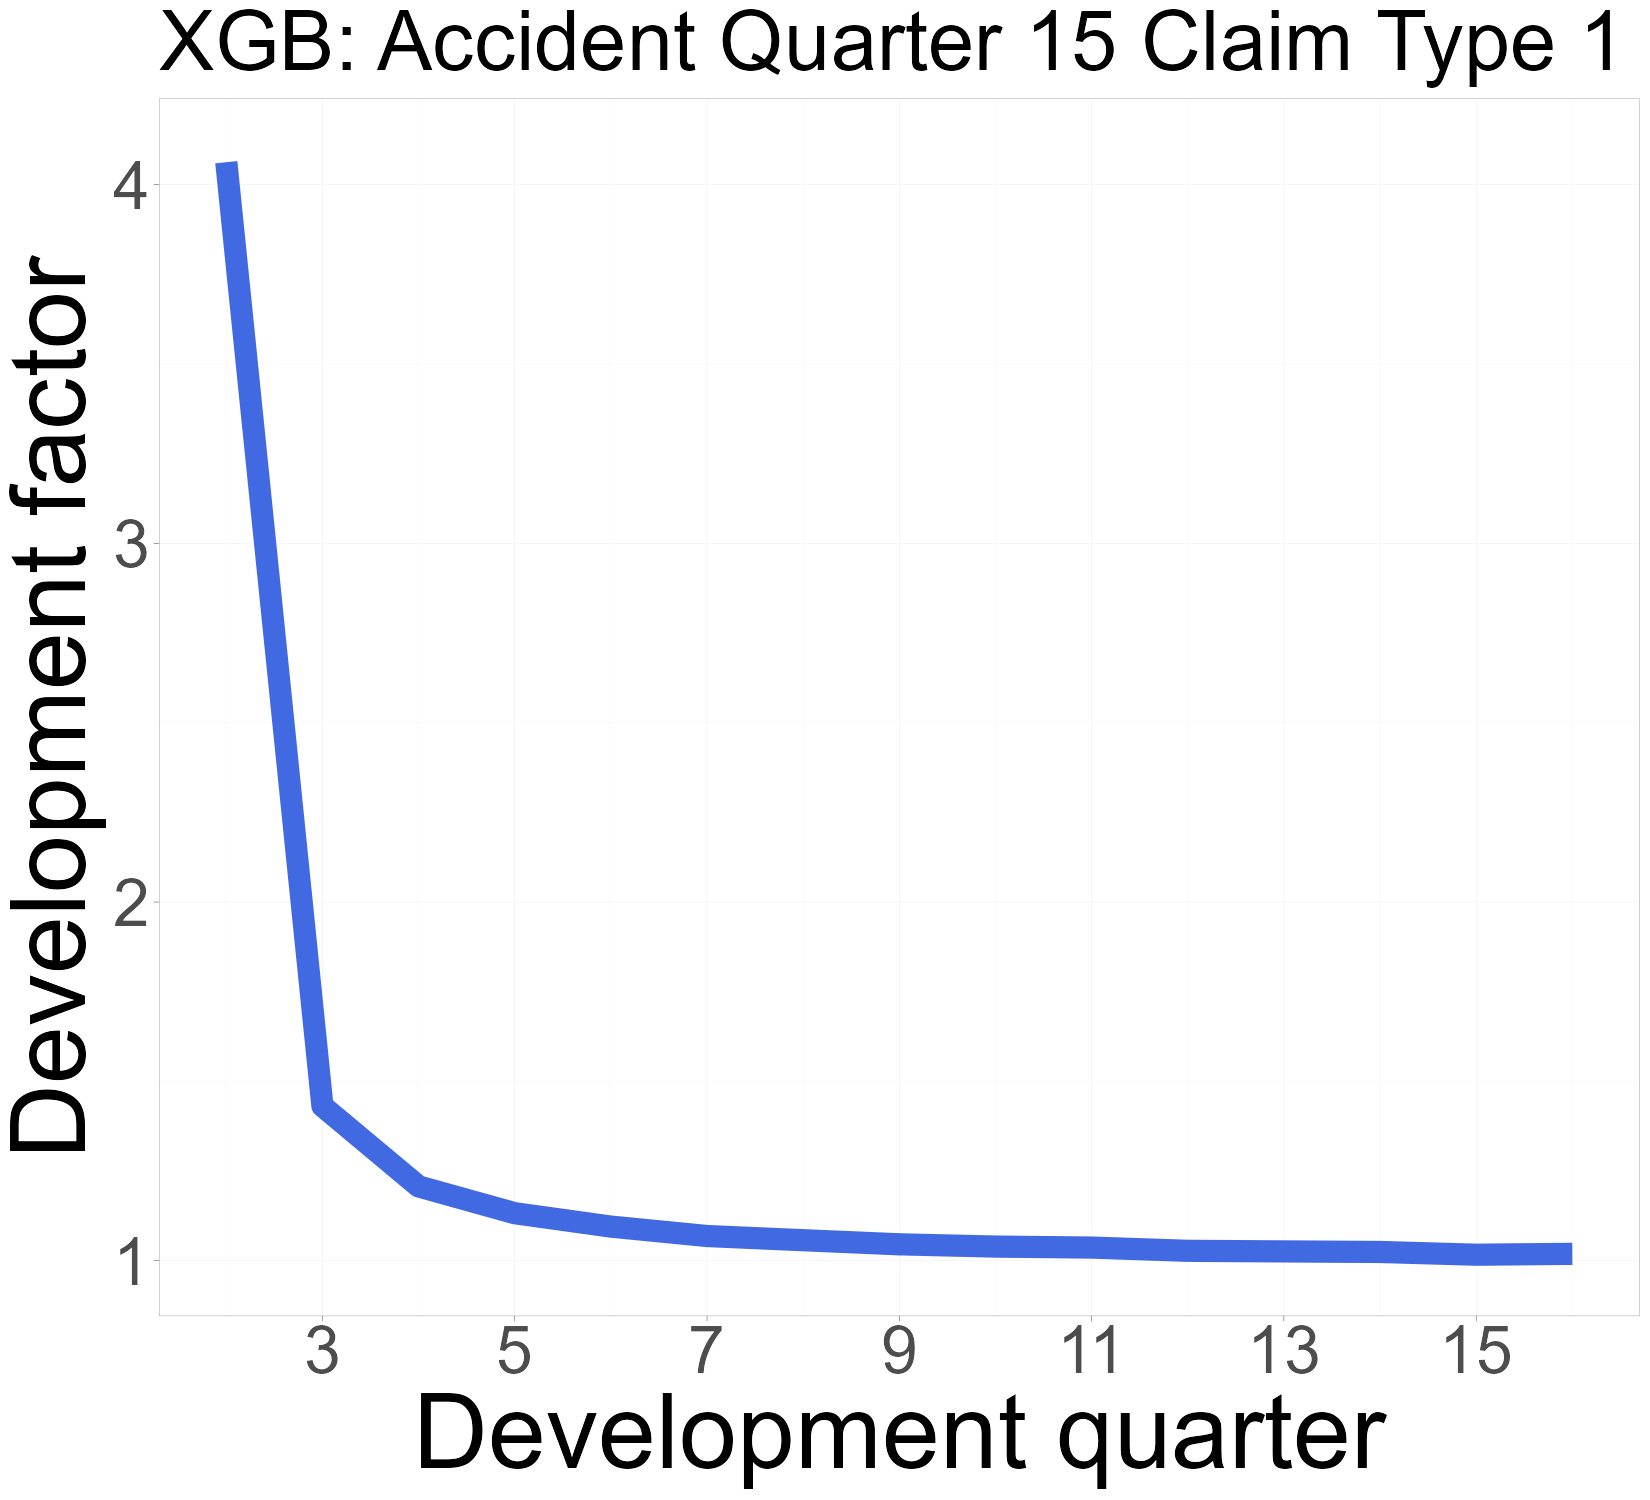 XGB: Accident Quarter 15 Claim Type 1
Development factor
4
3
2
1
3 5 7 9 11 13 15
Development quarter